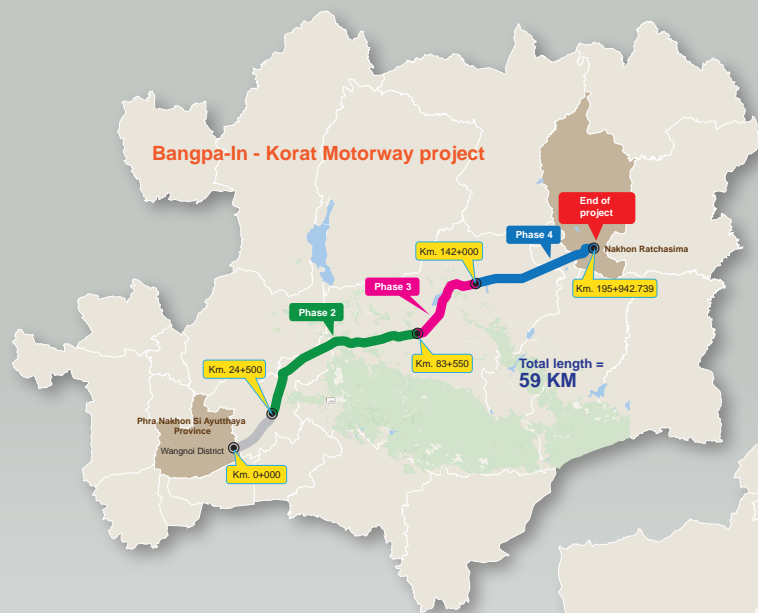 Bangpa-In - Korat Motorway project
End of
project
Phase 4
Km. 142+000
Nakhon Ratchasima
Phase 3
Km. 195+942.739
Phase 2
Km. 83+550
Total length =
59 KM
Km. 24+500
Phra Nakhon Si Ayutthaya
Province
Wangnoi District
Km. 0+000